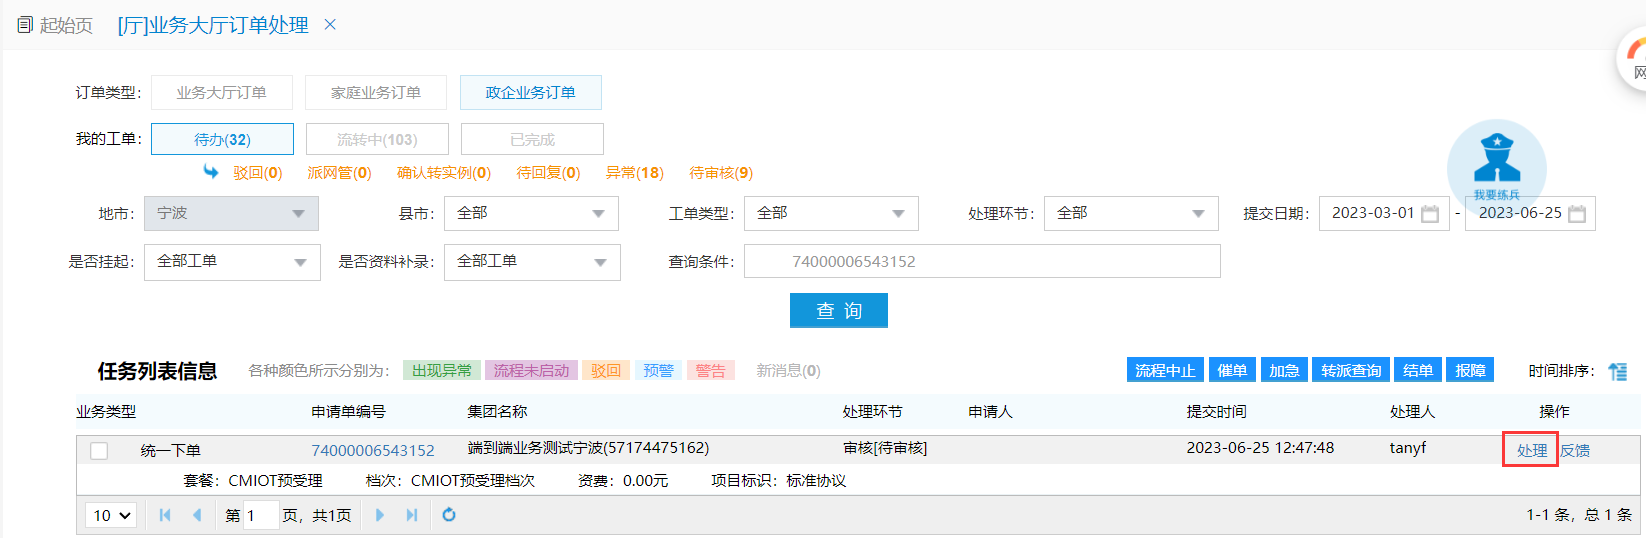 起始页 [厅]业务大厅订单处理 ×
网
订单类型： 业务大厅订单 家庭业务订单 政企业务订单
我的工单： 待办(32) 流转中(103) 已完成
驳回(0) 派网管(0) 确认转实例(0) 待回复(0) 异常(18) 待审核(9)
我要练兵
地市： 宁波 县市： 全部 工单类型： 全部 处理环节： 全部 提交日期： 2023-03-01 - 2023-06-25
是否挂起： 全部工单 是否资料补录： 全部工单 查询条件： 74000006543152
查 询
任务列表信息 各种颜色所示分别为： 出现异常 流程未启动 驳回 预警 警告 新消息(0) 流程中止 催单 加急 转派查询 结单 报障 时间排序：
业务类型 申请单编号 集团名称 处理环节 申请人 提交时间 处理人 操作
统一下单 74000006543152 端到端业务测试宁波(57174475162) 审核[待审核] 2023-06-25 12:47:48 tanyf 处理 反馈
套餐：CMIOT预受理 档次：CMIOT预受理档次 资费：0.00元 项目标识：标准协议
10 第 1 页，共1页 1-1 条，总 1 条